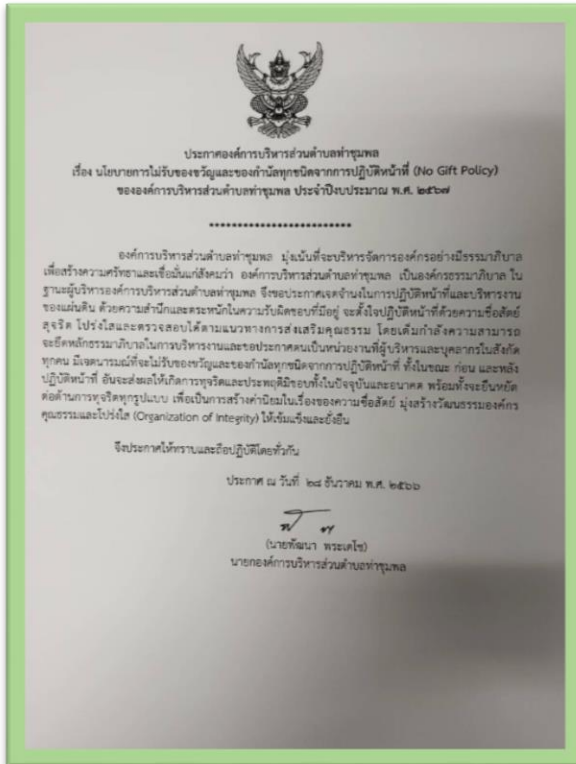 ประกาศองค์การบริหารส่วนตำบลท่าชุมพล
เรื่อง นโยบายการไม่รับของขวัญและของกำนัลทุกชนิดจากการปฏิบัติหน้าที่ (No Gift Policy)
ขององค์การบริหารส่วนตำบลท่าชุมพล ประจำปีงบประมาณ พ.ศ. ๒๕๖๗
**************************
องค์การบริหารส่วนตำบลท่าชุมพล มุ่งเน้นที่จะบริหารจัดการองค์กรอย่างมีธรรมาภิบาล
เพื่อสร้างความศรัทธาและเชื่อมั่นแก่สังคมว่า องค์การบริหารส่วนตำบลท่าชุมพล เป็นองค์กรธรรมาภิบาล ใน
ฐานะผู้บริหารองค์การบริหารส่วนตำบลท่าชุมพล จึงขอประกาศเจตจำนงในการปฏิบัติหน้าที่และบริหารงาน
ของแผ่นดิน ด้วยความสำนึกและตระหนักในความรับผิดชอบที่มีอยู่ จะตั้งใจปฏิบัติหน้าที่ด้วยความซื่อสัตย์
สุจริต โปร่งใสและตรวจสอบได้ตามแนวทางการส่งเสริมคุณธรรม โดยเต็มกำลังความสามารถ
จะยึดหลักธรรมาภิบาลในการบริหารงานและขอประกาศตนเป็นหน่วยงานที่ผู้บริหารและบุคลากรในสังกัด
ทุกคน มีเจตนารมณ์ที่จะไม่รับของขวัญและของกำนัลทุกชนิดจากการปฏิบัติหน้าที่ ทั้งในขณะ ก่อน และหลัง
ปฏิบัติหน้าที่ อันจะส่งผลให้เกิดการทุจริตและประพฤติมิชอบทั้งในปัจจุบันและอนาคต พร้อมทั้งจะยืนหยัด
ต่อต้านการทุจริตทุกรูปแบบ เพื่อเป็นการสร้างค่านิยมในเรื่องของความซื่อสัตย์ มุ่งสร้างวัฒนธรรมองค์กร
คุณธรรมและโปร่งใส (Organization of Integrity) ให้เข้มแข็งและยั่งยืน
จึงประกาศให้ทราบและถือปฏิบัติโดยทั่วกัน
ประกาศ ณ วันที่ ๒๘ ธันวาคม พ.ศ. ๒๕๖๖
(นายพัฒนา พระเดโช)
นายกองค์การบริหารส่วนตำบลท่าชุมพล